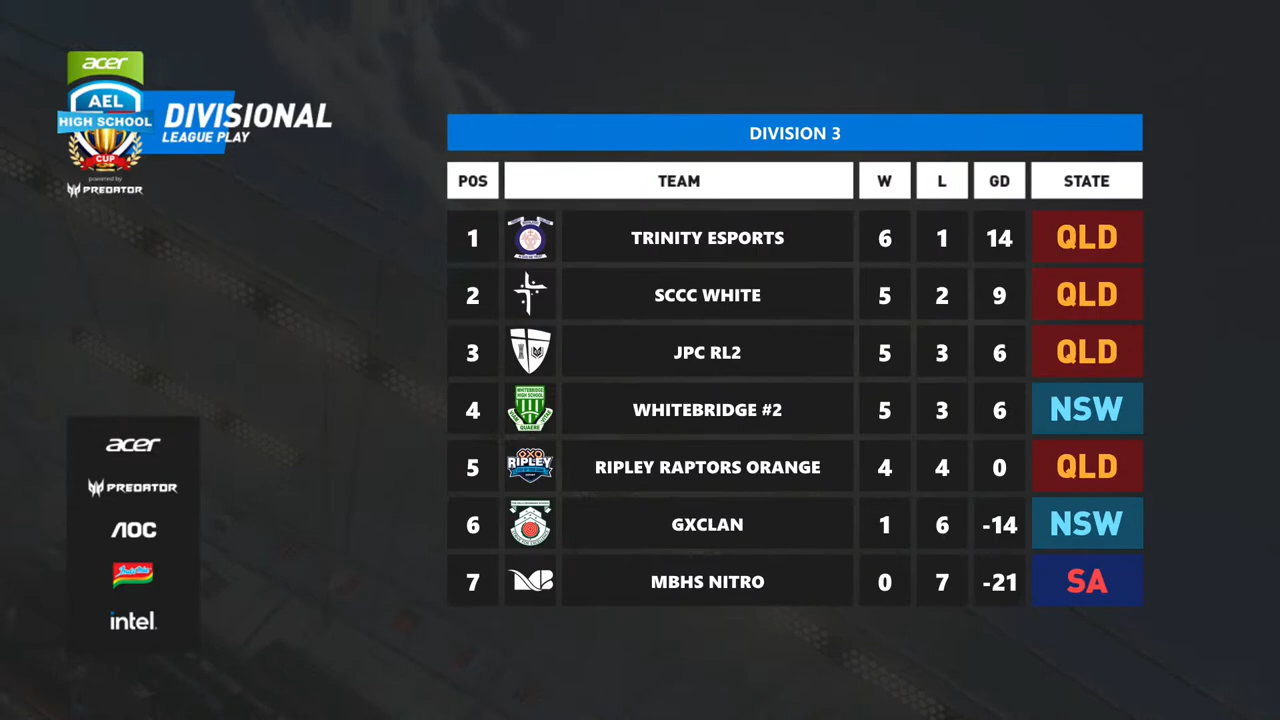 acer
AEL
HIGH SCHOOL
CUP
powered by
PREDATOR
DIVISIONAL
LEAGUE PLAY
DIVISION 3
POS TEAM W L GD STATE
1 TRINITY ESPORTS 6 1 14 QLD
2 SCCC WHITE 5 2 9 QLD
3 JPC RL2 5 3 6 QLD
WHITEBRIDGE
HIGH SCHOOL
QUAERE
4 WHITEBRIDGE #2 5 3 6 NSW
RIPLEY
5 RIPLEY RAPTORS ORANGE 4 4 0 QLD
6 GXCLAN 1 6 -14 NSW
7 MBHS NITRO 0 7 -21 SA
acer
PREDATOR
AOC
intel.